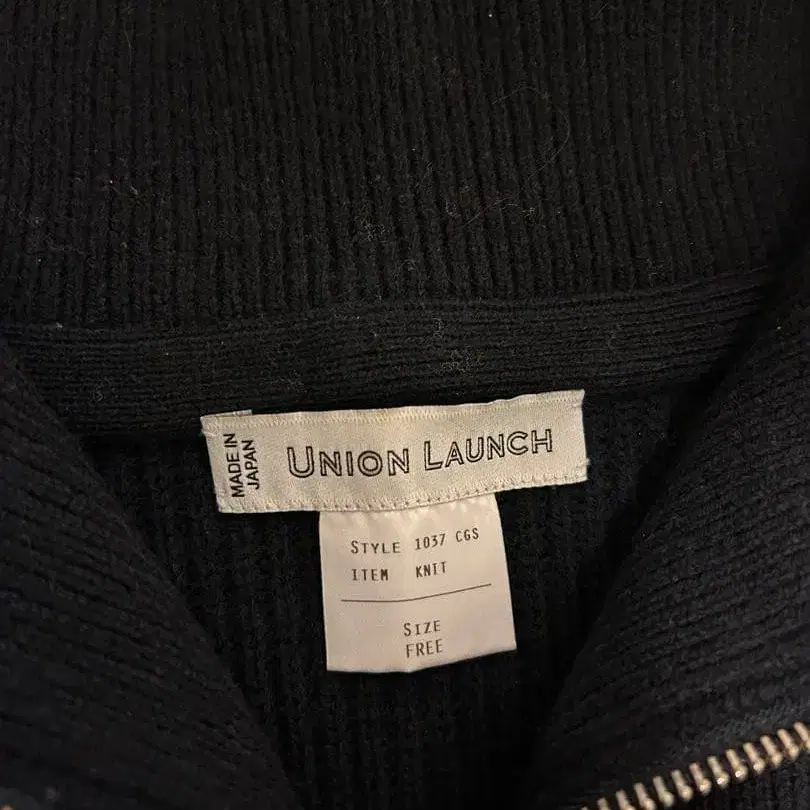 MADE IN
JAPAN
UNION LAUNCH
STYLE 1037 CGS
ITEM KNIT
SIZE
FREE